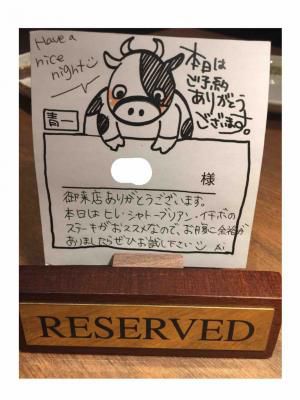 Have a
nice
night
本日は
ご予約
ありがとう
ございます。
青一
様
御来店ありがとうございます。
本日はヒレ・シャトーブリアン・イチボの
ステーキがおススメなので、お腹に余裕が
ありましたらぜひお試し下さい Ai
RESERVED